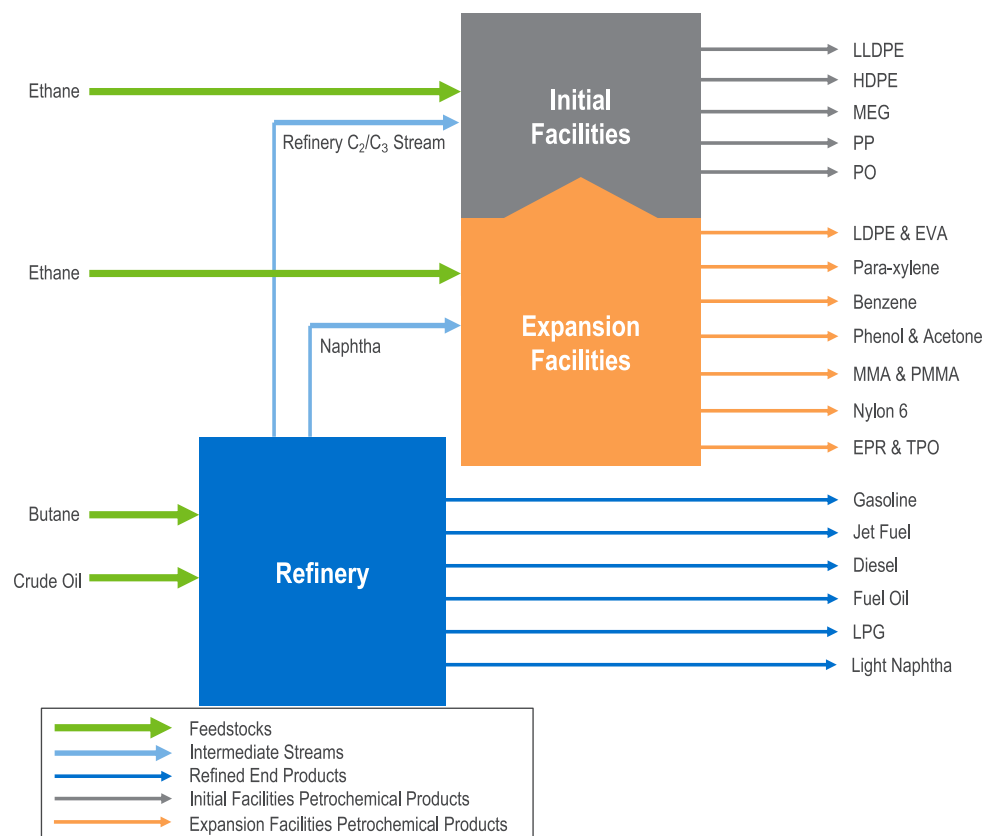 Ethane
Refinery C₂/C₃ Stream
Initial
Facilities
LLDPE
HDPE
MEG
PP
PO
Ethane
Naphtha
Expansion
Facilities
LDPE & EVA
Para-xylene
Benzene
Phenol & Acetone
MMA & PMMA
Nylon 6
EPR & TPO
Butane
Crude Oil
Refinery
Gasoline
Jet Fuel
Diesel
Fuel Oil
LPG
Light Naphtha
Feedstocks
Intermediate Streams
Refined End Products
Initial Facilities Petrochemical Products
Expansion Facilities Petrochemical Products